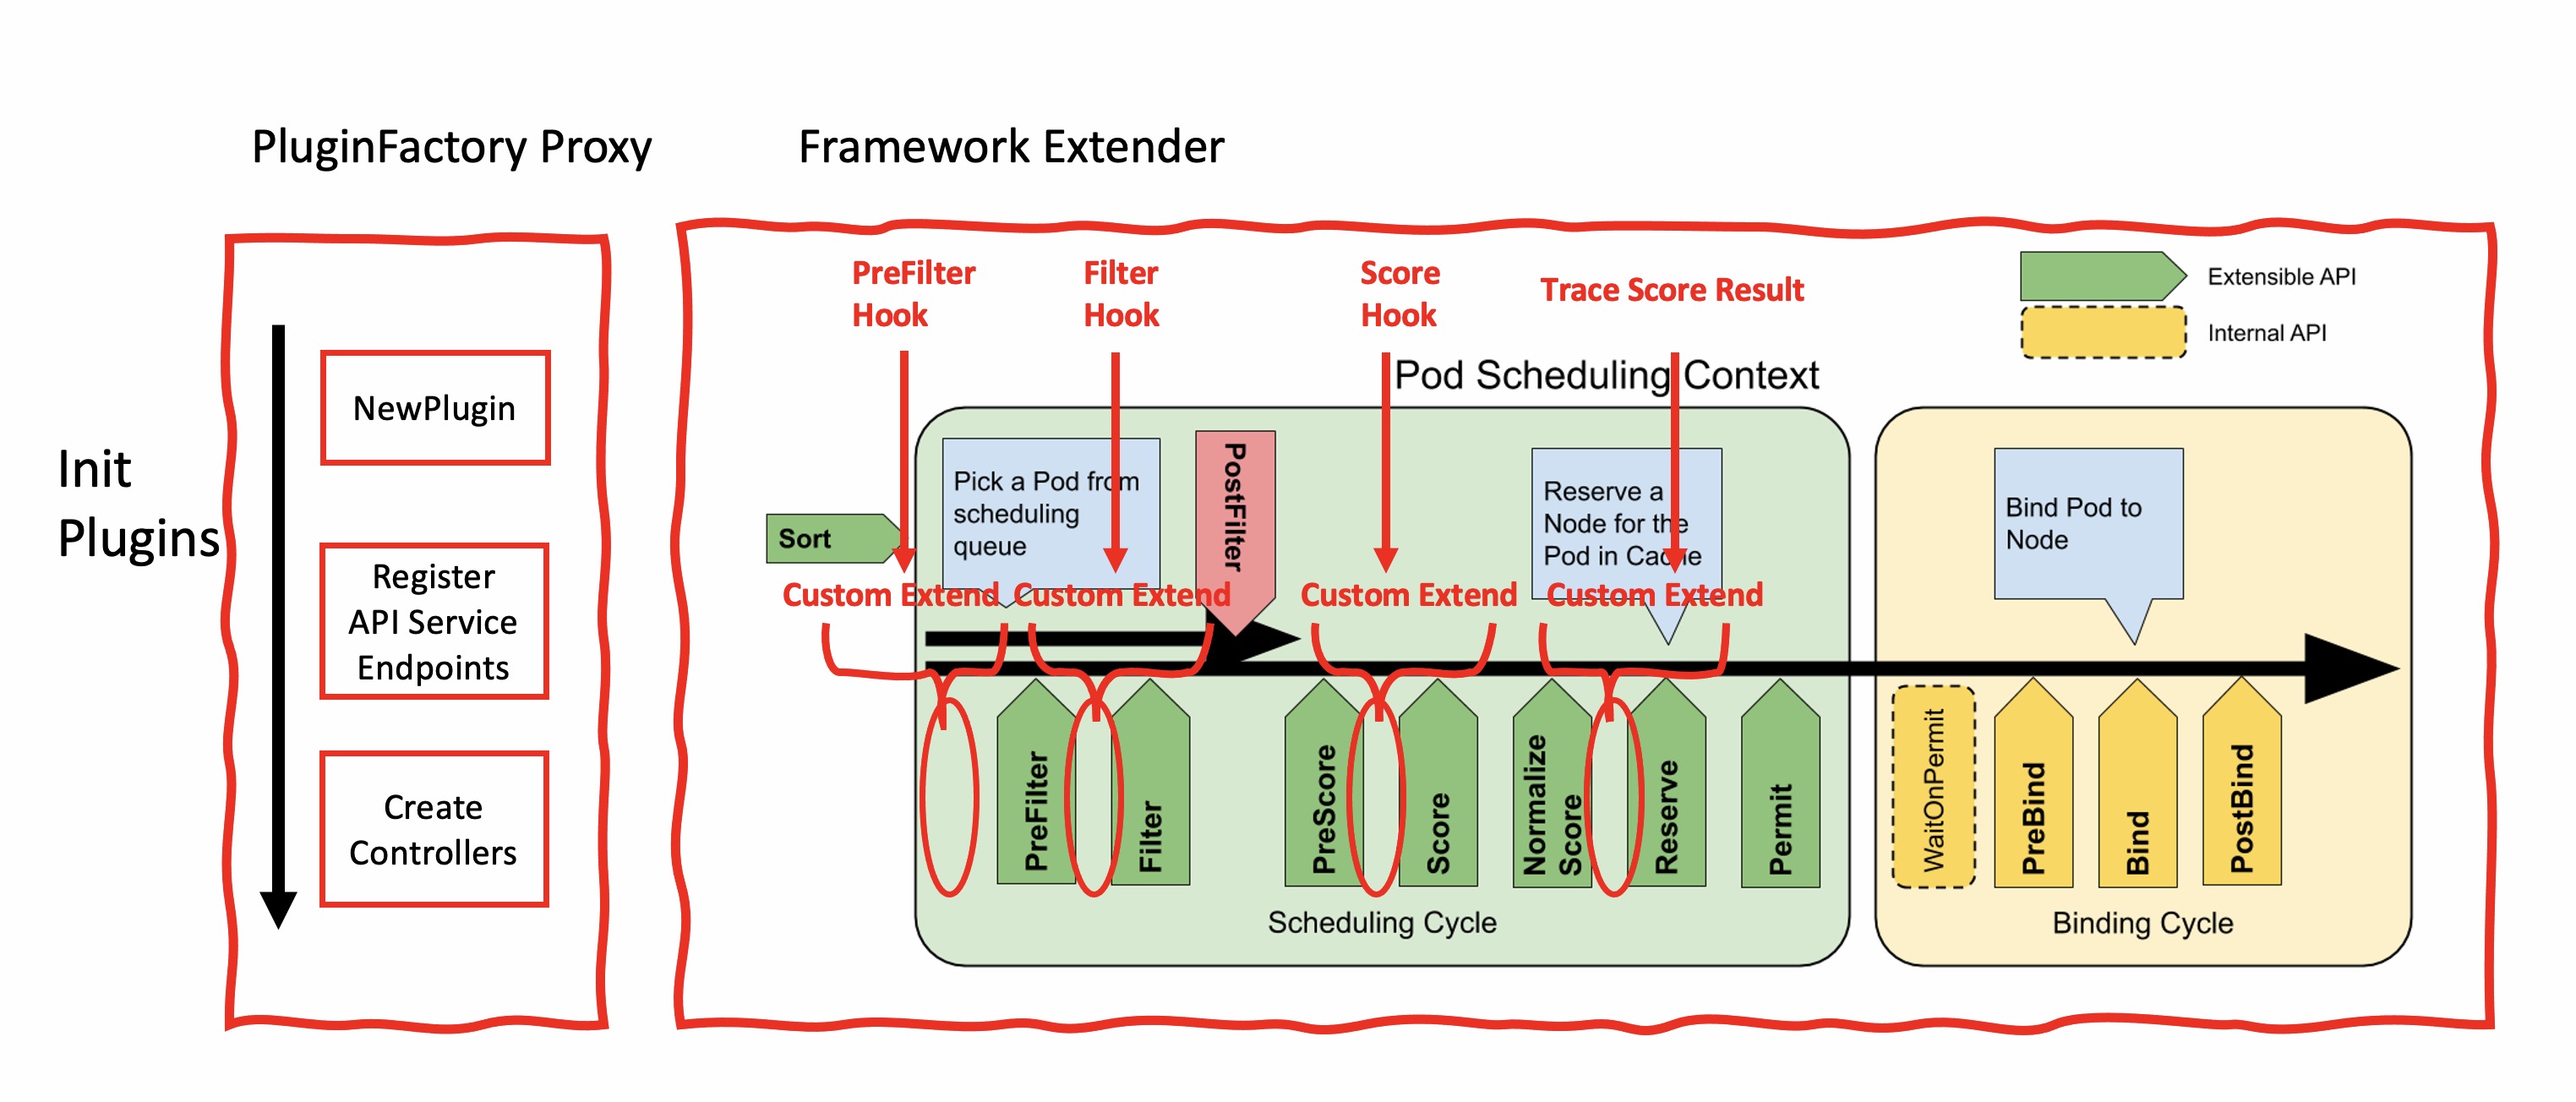 PluginFactory Proxy
Framework Extender
Init
Plugins
NewPlugin
Register
API Service
Endpoints
Create
Controllers
PreFilter
Hook
Filter
Hook
Score
Hook
Trace Score Result
Extensible API
Internal API
Pod Scheduling Context
Sort
Pick a Pod from
scheduling
queue
PostFilter
Reserve a
Node for the
Pod in Cache
Bind Pod to
Node
Custom Extend
Custom Extend
Custom Extend
Custom Extend
PreFilter
Filter
PreScore
Score
Normalize
Score
Reserve
Permit
WaitOnPermit
PreBind
Bind
PostBind
Scheduling Cycle
Binding Cycle